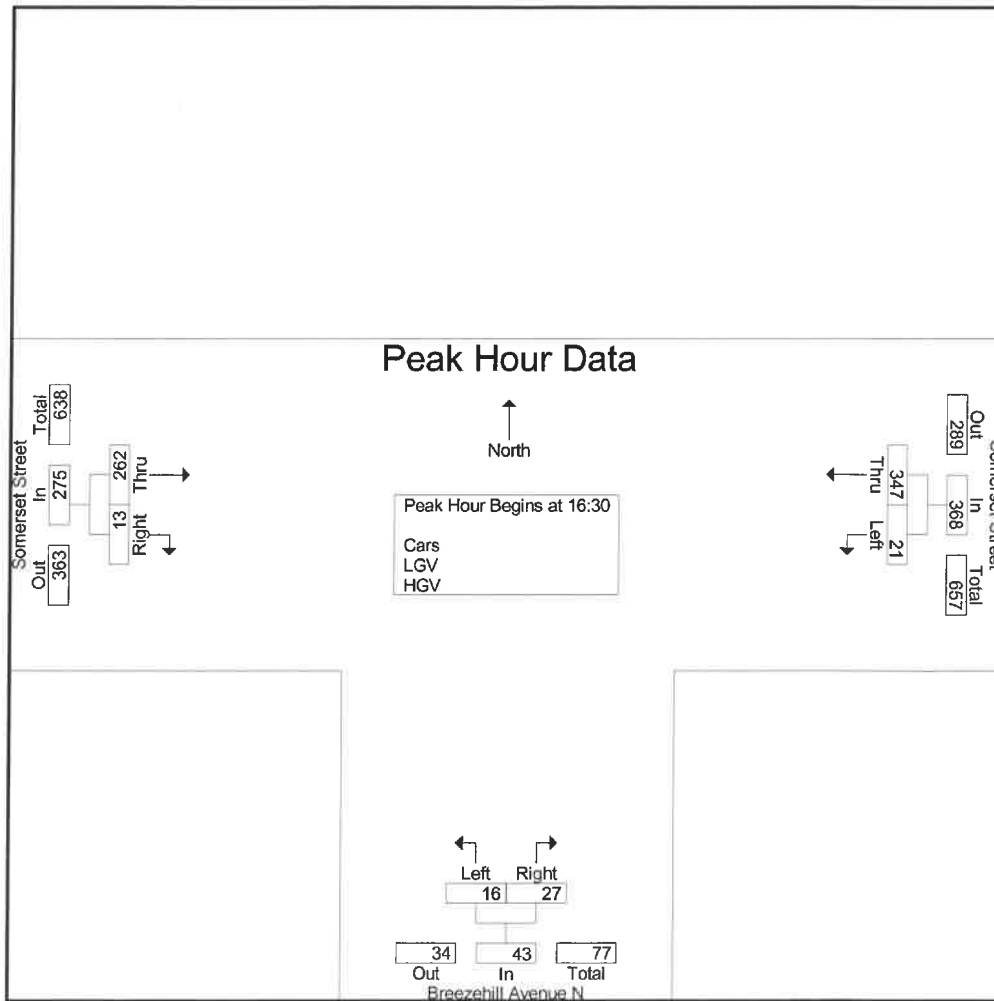 Peak Hour Data
North
Peak Hour Begins at 16:30
Cars
LGV
HGV
Somerset Street
Total
638
In
275
Out
363
262
Thru
13
Right
Out
289
In
368
Total
657
347
Thru
21
Left
Left Right
16 27
34 43 77
Out In Total
Breezehill Avenue N